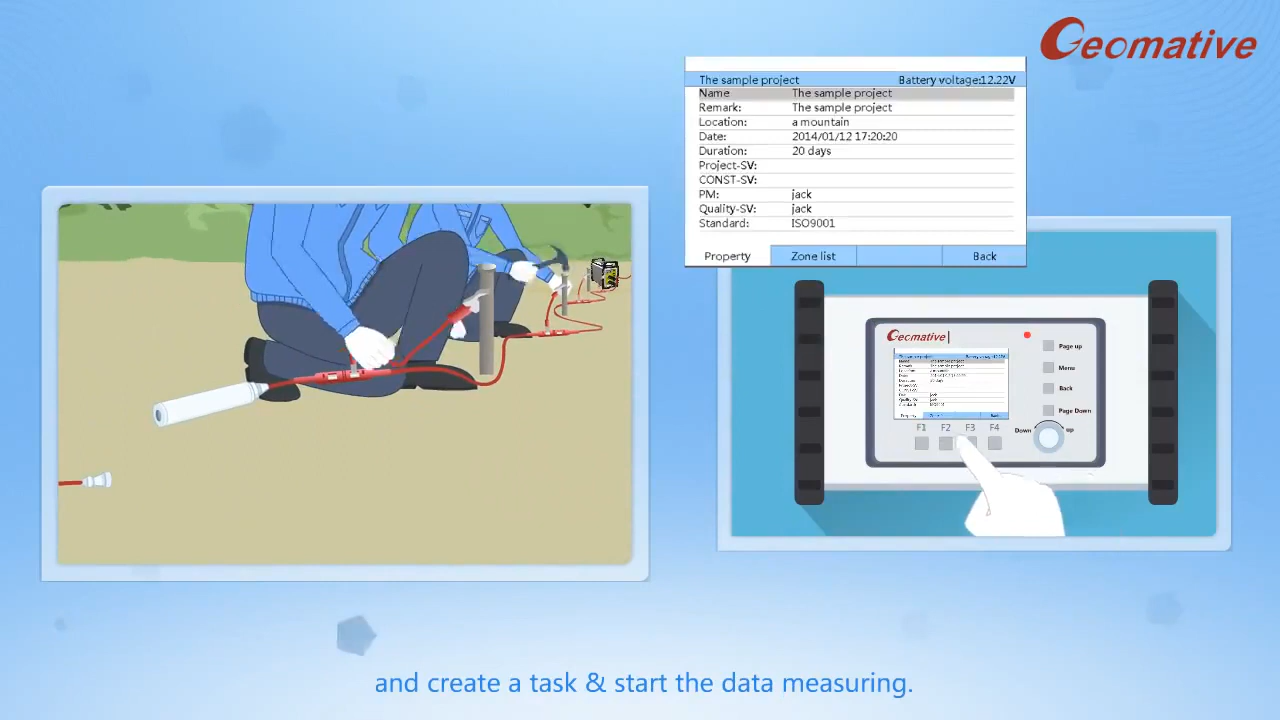 Geomative
The sample project Battery voltage:12.22V
Name The sample project
Remark: The sample project
Location: a mountain
Date: 2014/01/12 17:20:20
Duration: 20 days
Project-SV:
CONST-SV:
PM: jack
Quality-SV: jack
Standard: ISO9001
Property Zone list Back
Geomative
Page up
Menu
Back
Page Down
F1 F2 F3 F4
Down up
and create a task & start the data measuring.